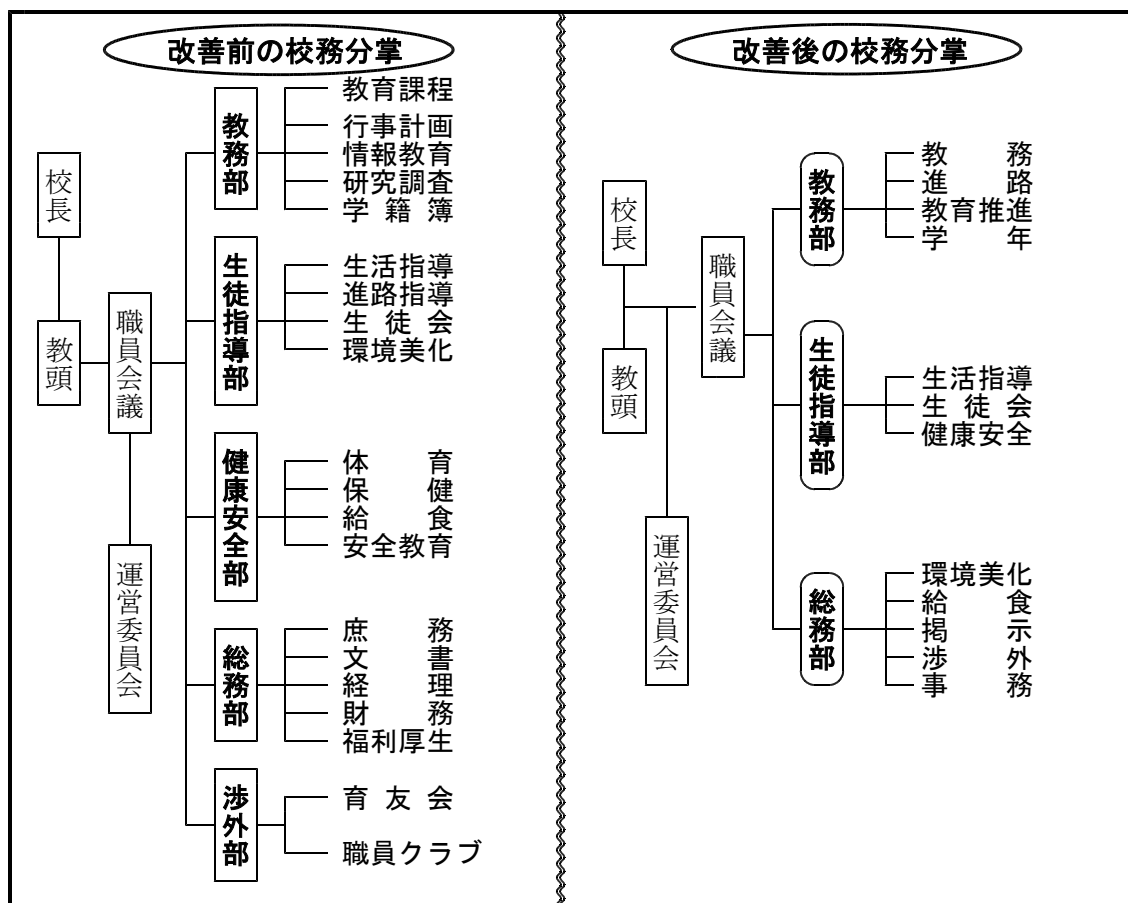 改善前の校務分掌
校長
教頭
職員会議
運営委員会
教務部
教育課程
行事計画
情報教育
研究調査
学籍簿
生徒指導部
生活指導
進路指導
生徒会
環境美化
健康安全部
体育
保健
給食
安全教育
総務部
庶務
文書
経理
財務
福利厚生
渉外部
育友会
職員クラブ
改善後の校務分掌
校長
教頭
職員会議
運営委員会
教務部
教務
進路
教育推進
学年
生徒指導部
生活指導
生徒会
健康安全
総務部
環境美化
給食
掲示
渉外
事務